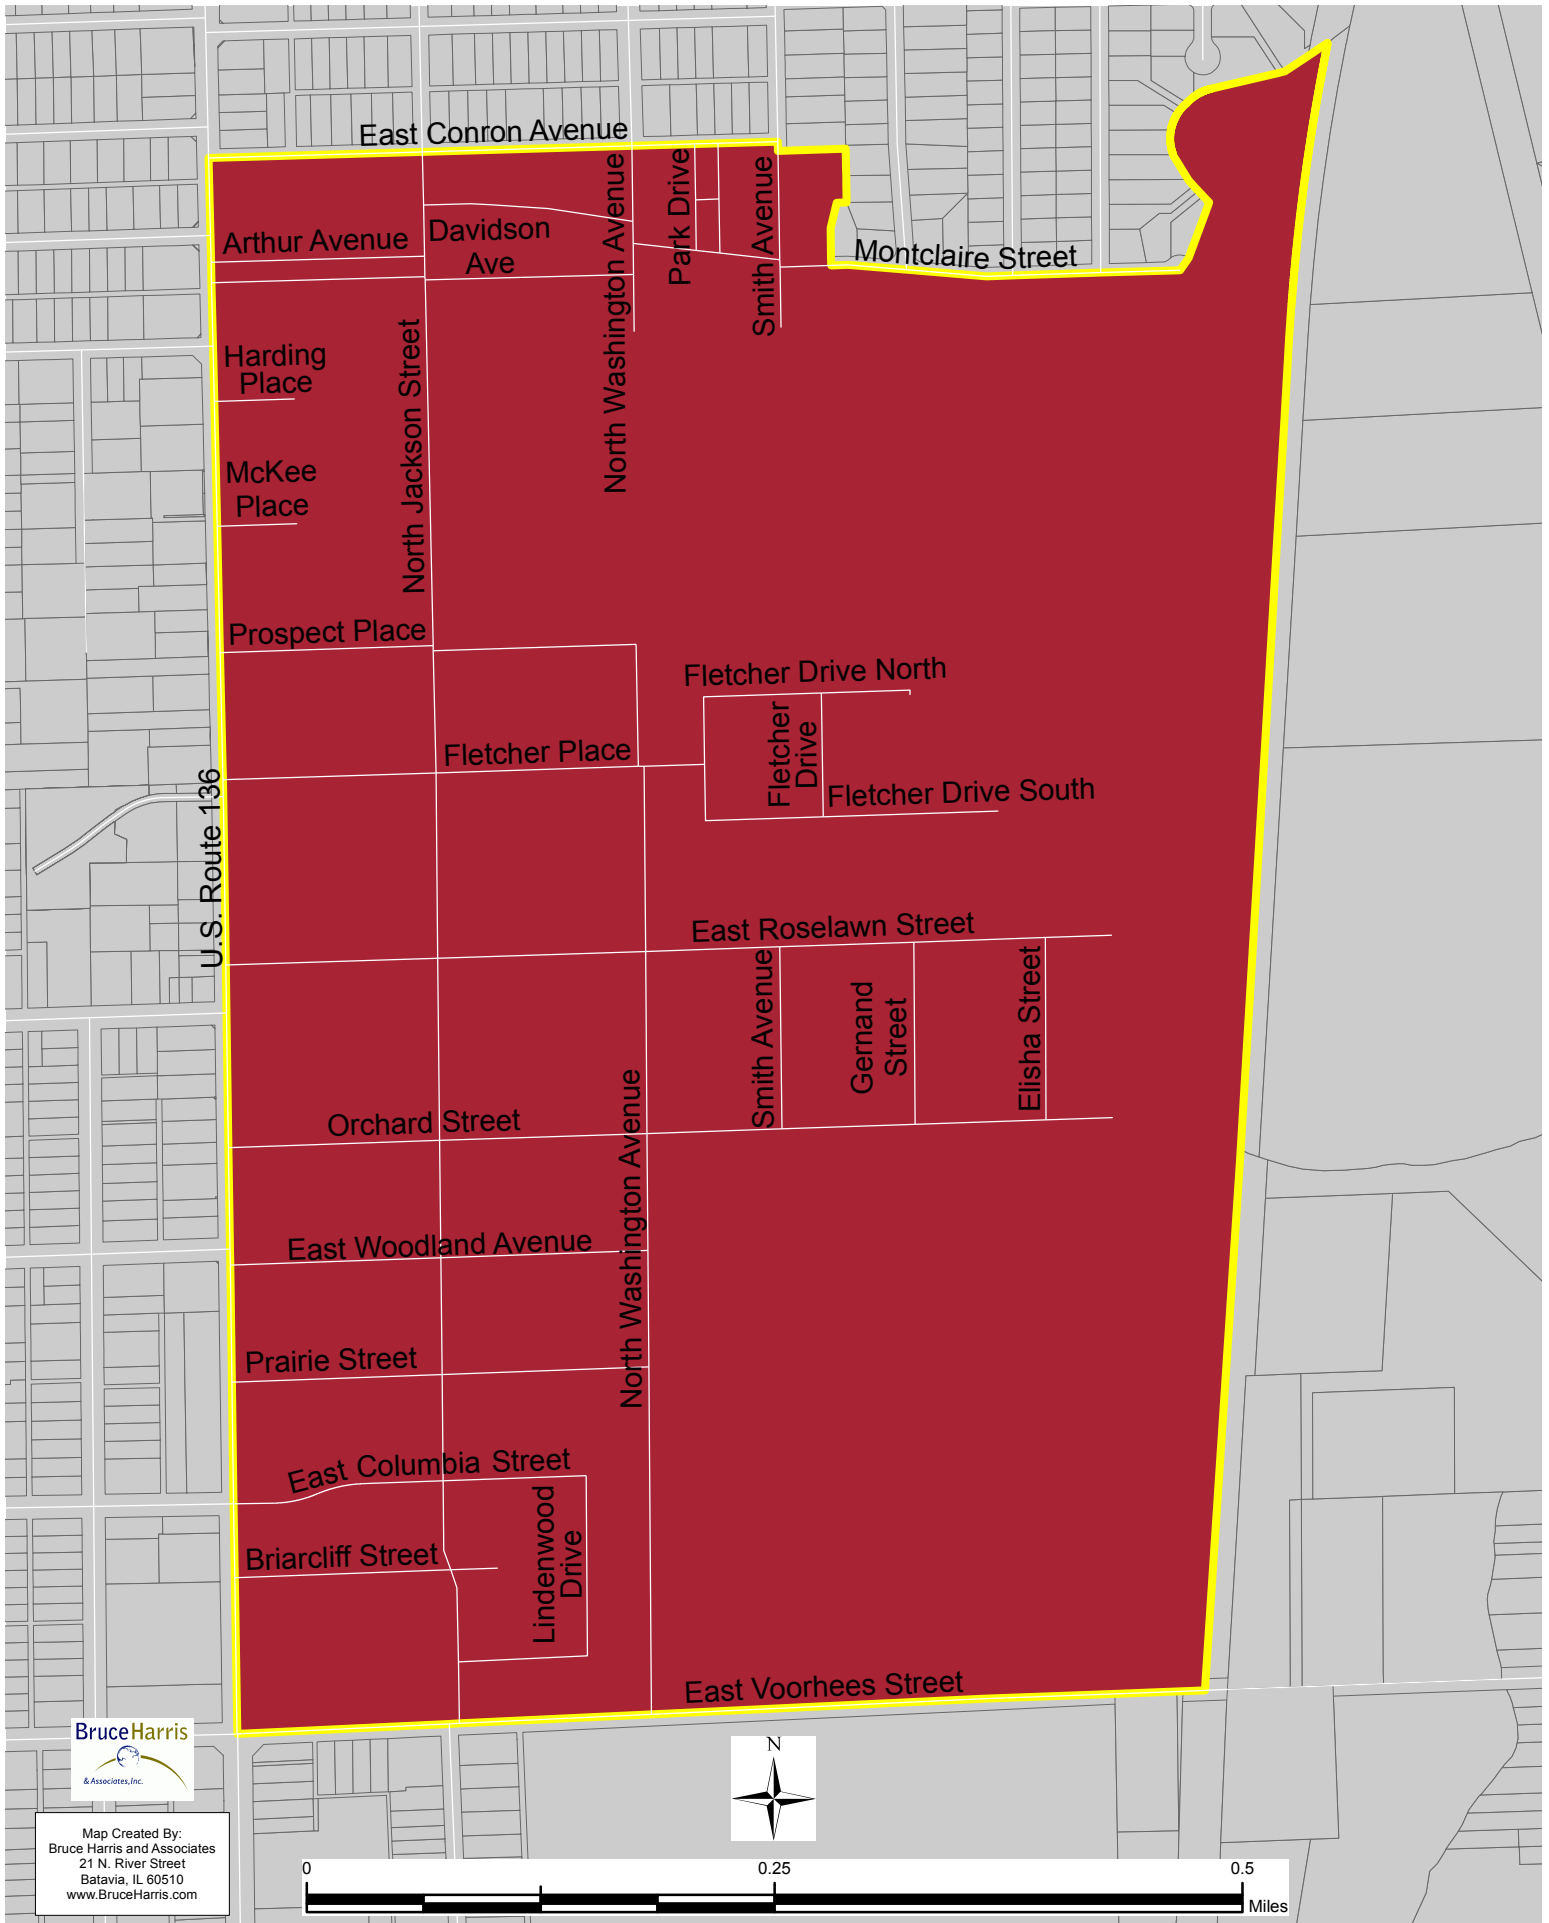 East Conron Avenue
North Washington Avenue
Park Drive
Smith Avenue
Arthur Avenue
Davidson
Ave
Montclaire Street
Harding
Place
North Jackson Street
McKee
Place
Prospect Place
Fletcher Drive North
Fletcher Place
Fletcher
Drive
Fletcher Drive South
U.S. Route 136
East Roselawn Street
Smith Avenue
Gernand
Street
Elisha Street
Orchard Street
North Washington Avenue
East Woodland Avenue
Prairie Street
East Columbia Street
Lindenwood
Drive
Briarcliff Street
East Voorhees Street
BruceHarris
& Associates, Inc.
N
Map Created By:
Bruce Harris and Associates
21 N. River Street
Batavia, IL 60510
www.BruceHarris.com
0 0.25 0.5
Miles